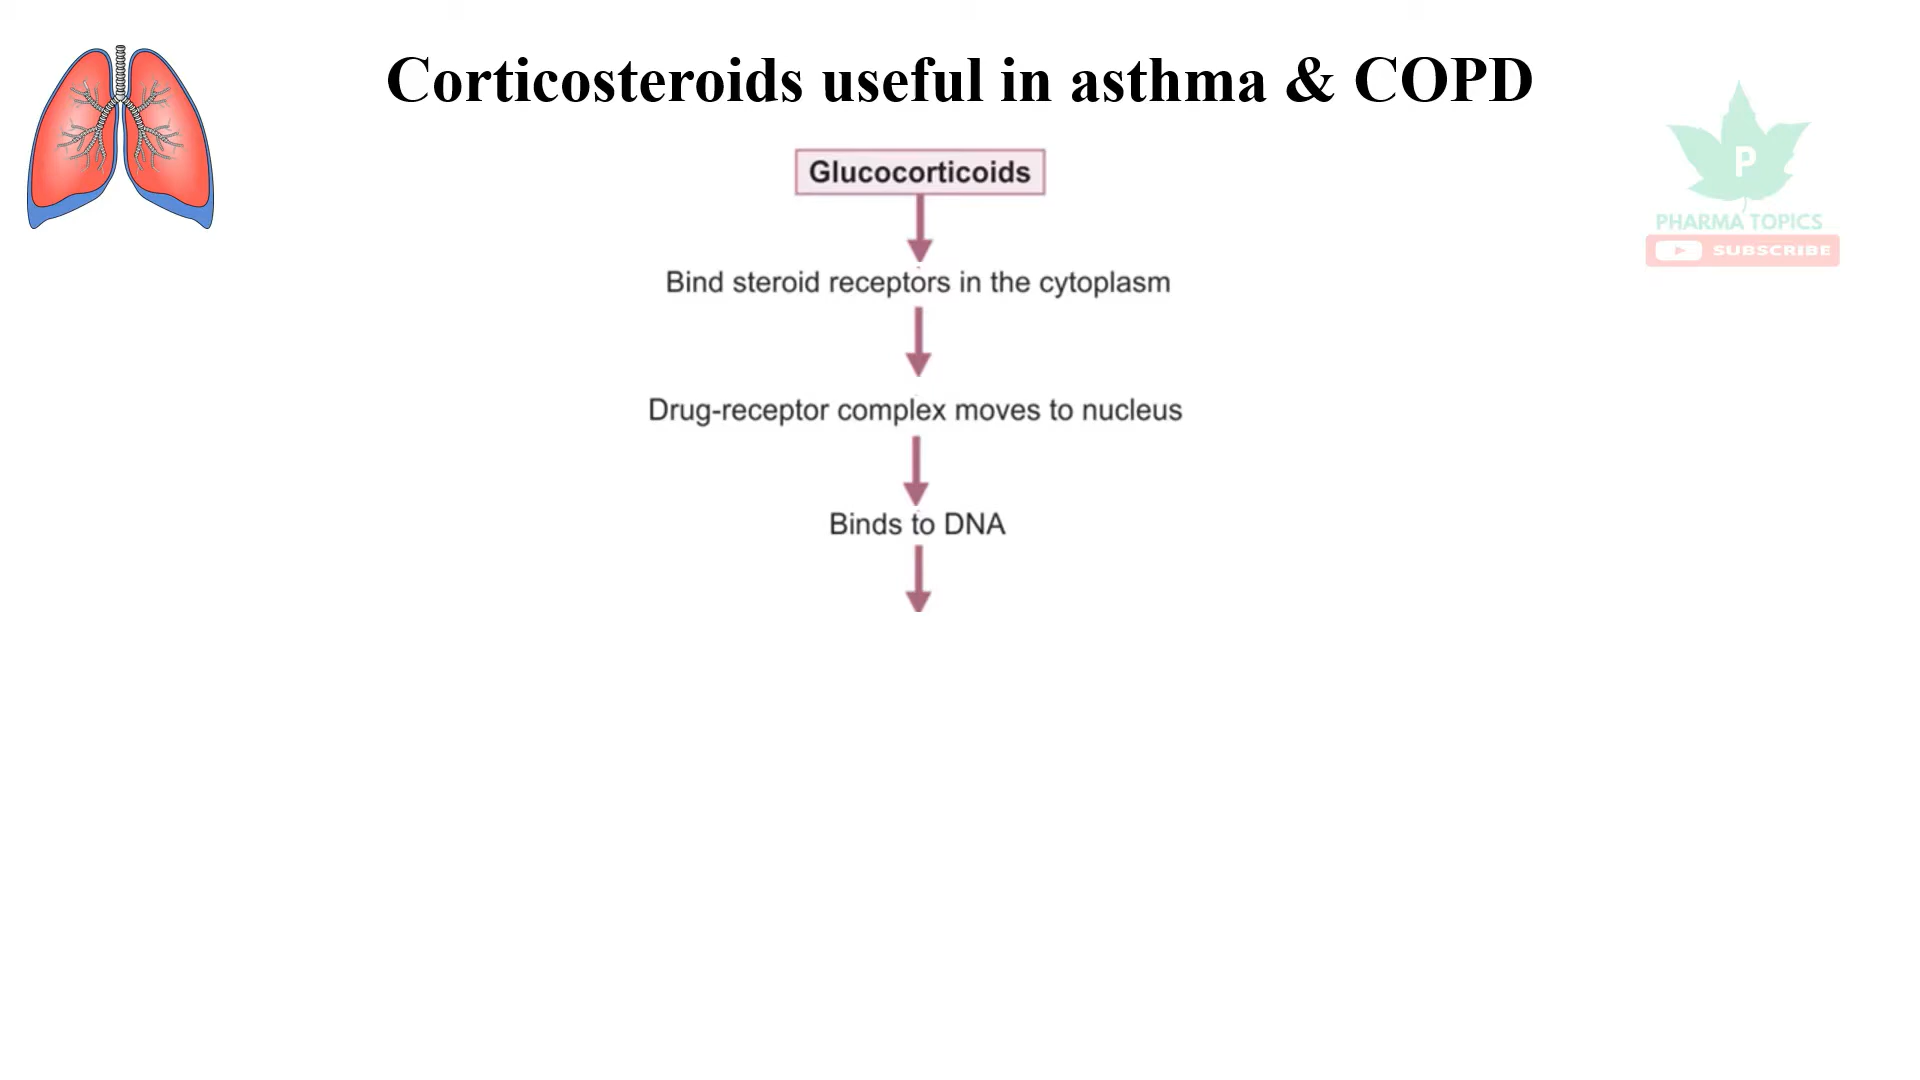 Corticosteroids useful in asthma & COPD
Glucocorticoids
Bind steroid receptors in the cytoplasm
Drug-receptor complex moves to nucleus
Binds to DNA
P
PHARMA TOPICS
SUBSCRIBE